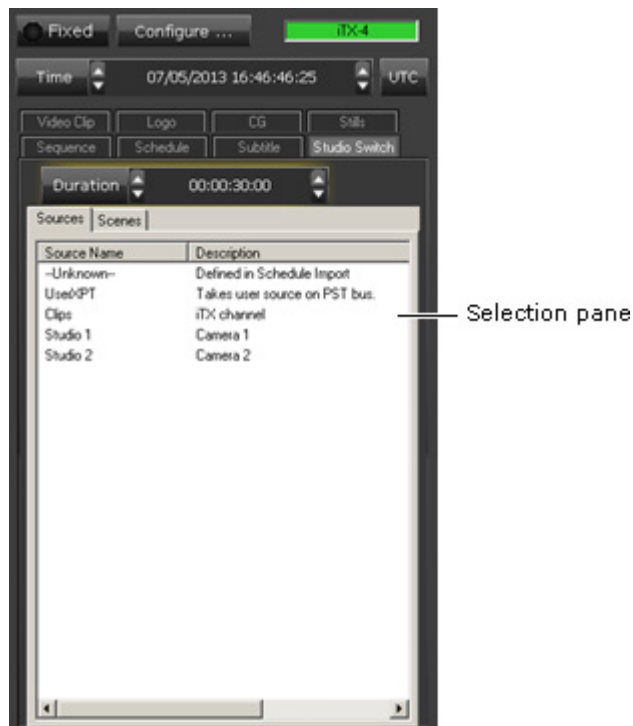 Fixed Configure ... iTX-4
Time 07/05/2013 16:46:46:25 UTC
Video Clip Logo CG Stills
Sequence Schedule Subtitle Studio Switch
Duration 00:00:30:00
Sources Scenes
Source Name Description
--Unknown-- Defined in Schedule Import
UserXPT Takes user source on PST bus.
Clips iTX channel
Studio 1 Camera 1
Studio 2 Camera 2
Selection pane